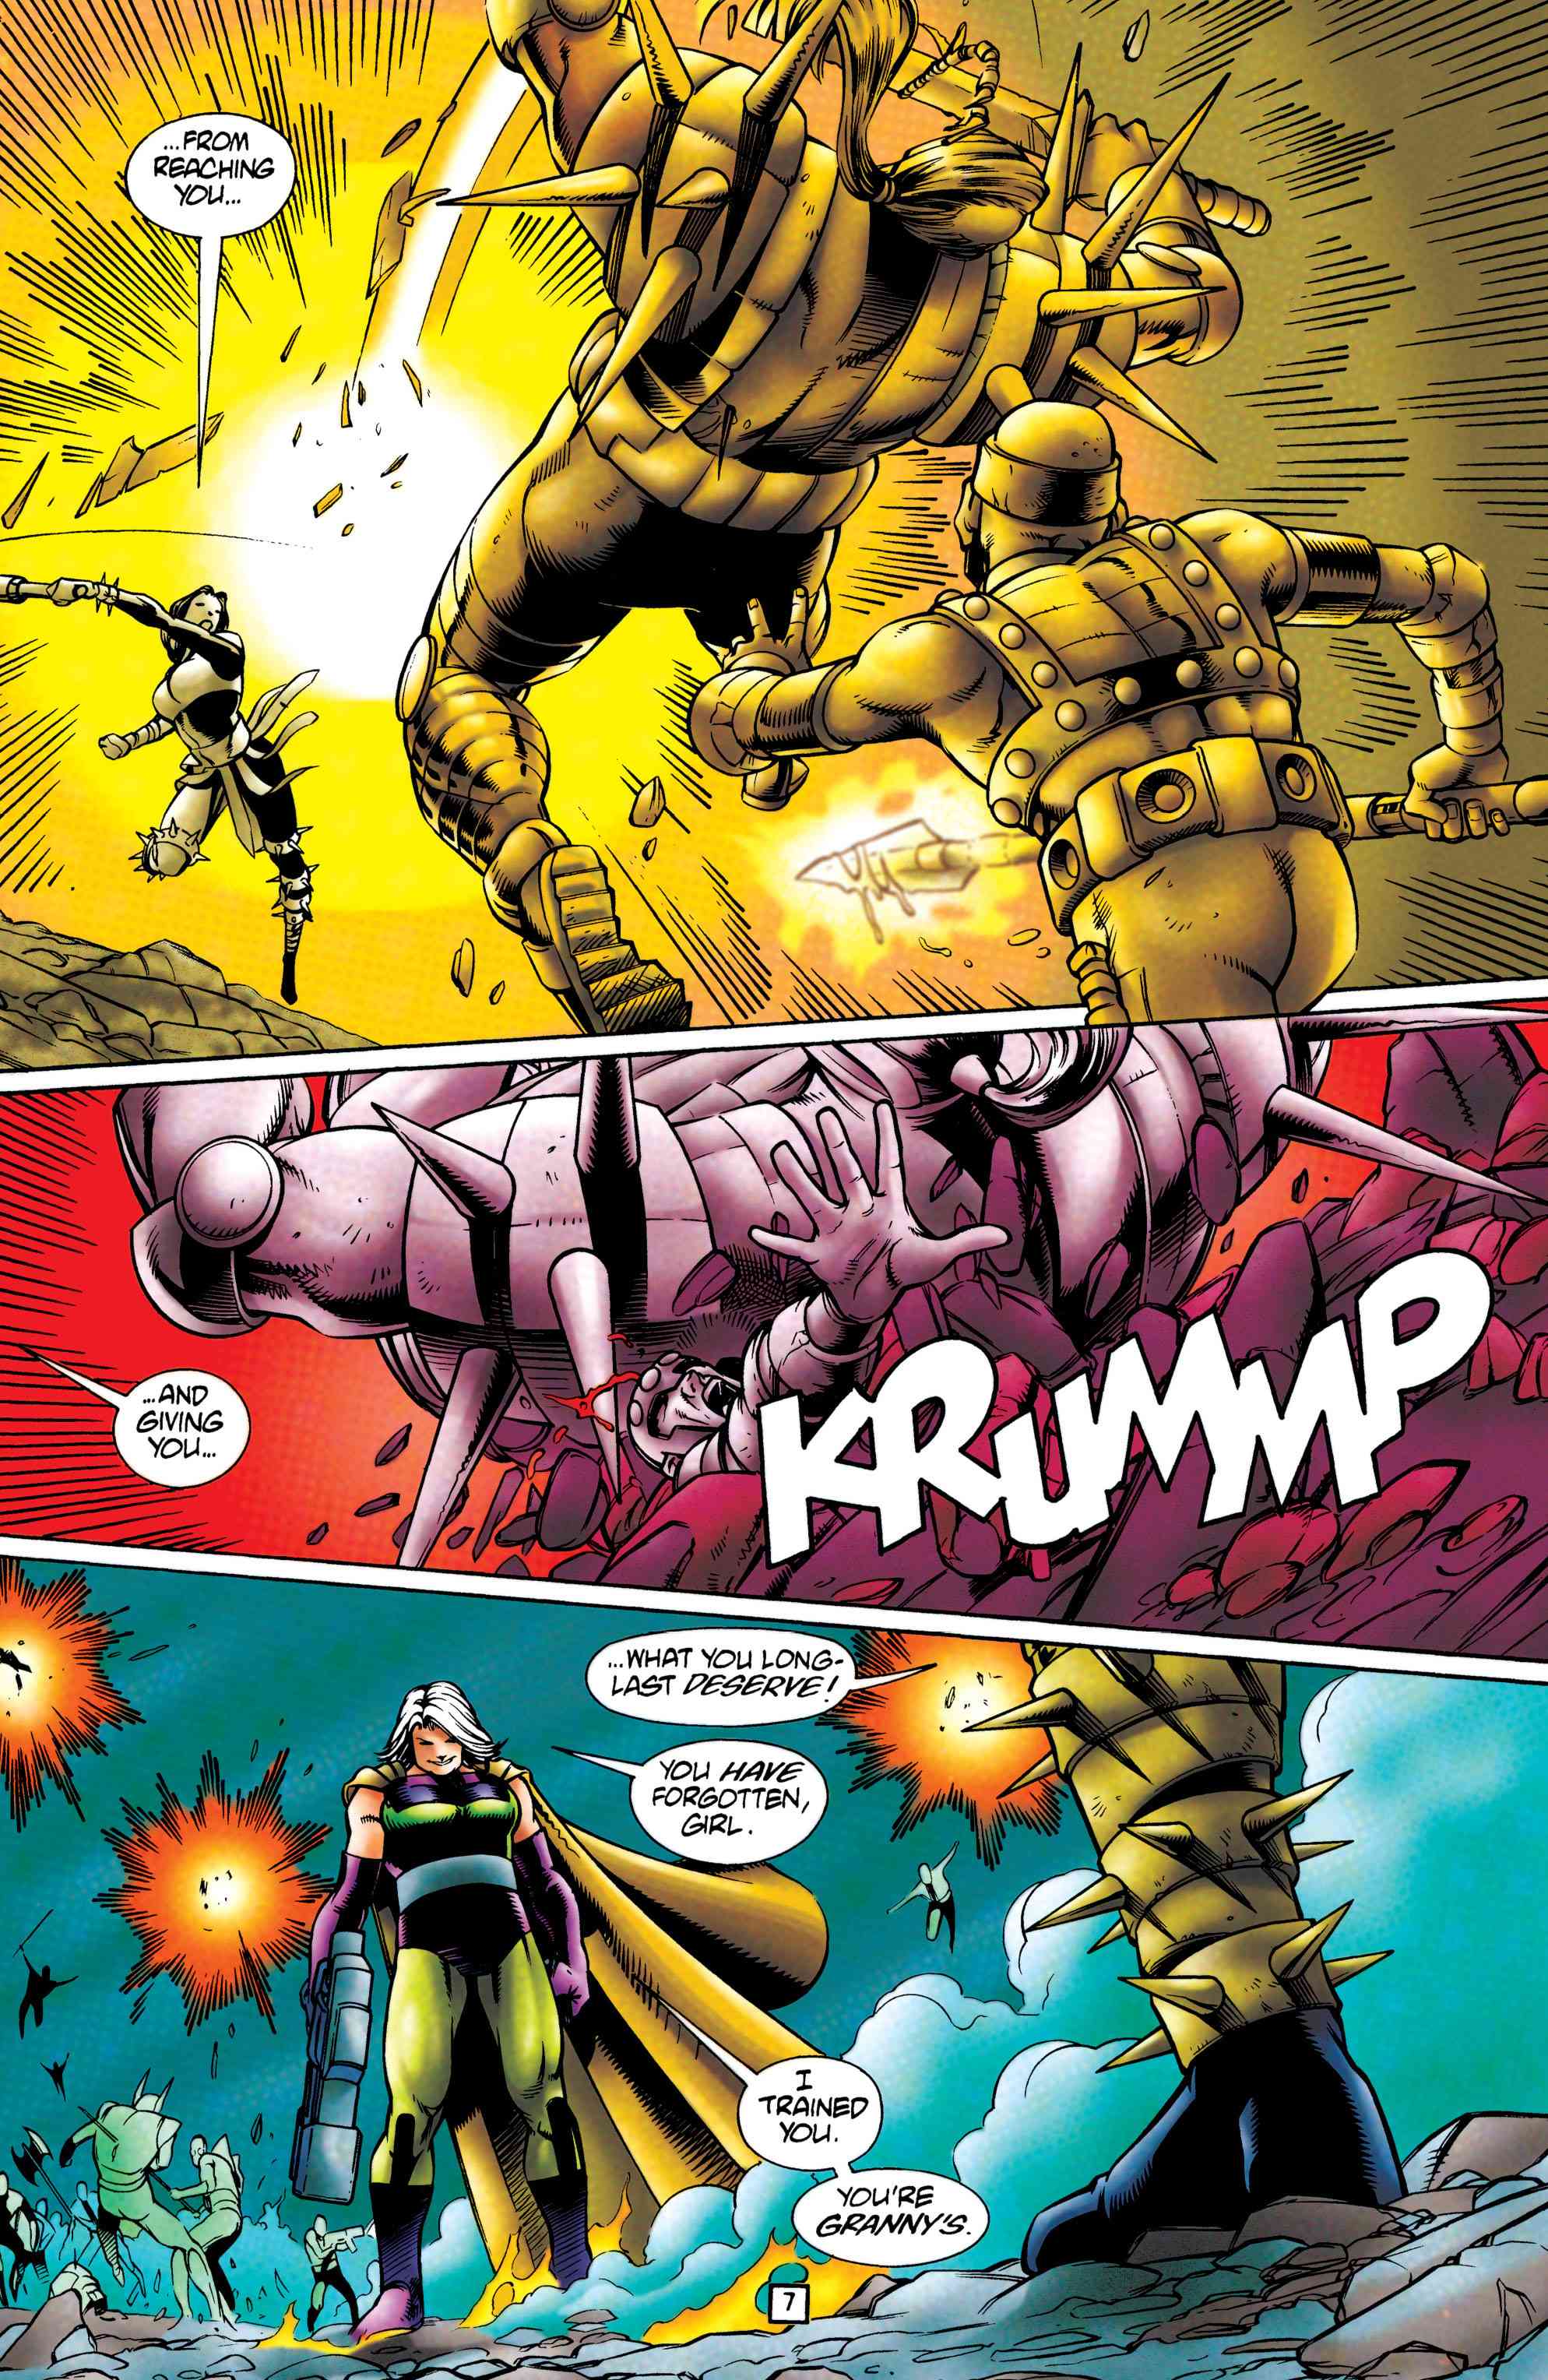 ...FROM
REACHING
YOU...
...AND
GIVING
YOU...
KRUMMP
...WHAT YOU LONG-
LAST DESERVE!
YOU HAVE
FORGOTTEN,
GIRL.
I
TRAINED
YOU.
YOU'RE
GRANNY'S.
7